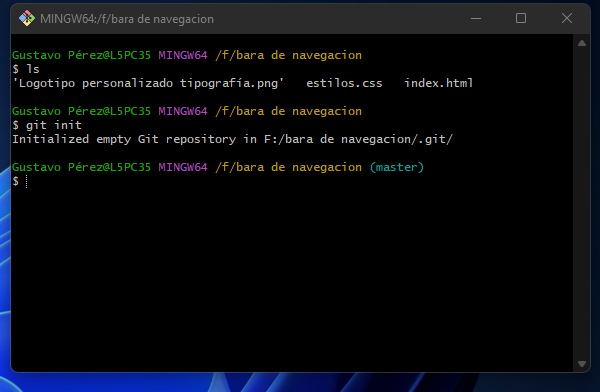 MINGW64:/f/bara de navegacion
Gustavo Pérez@L5PC35 MINGW64 /f/bara de navegacion
$ ls
'Logotipo personalizado tipografía.png'   estilos.css   index.html
Gustavo Pérez@L5PC35 MINGW64 /f/bara de navegacion
$ git init
Initialized empty Git repository in F:/bara de navegacion/.git/
Gustavo Pérez@L5PC35 MINGW64 /f/bara de navegacion (master)
$